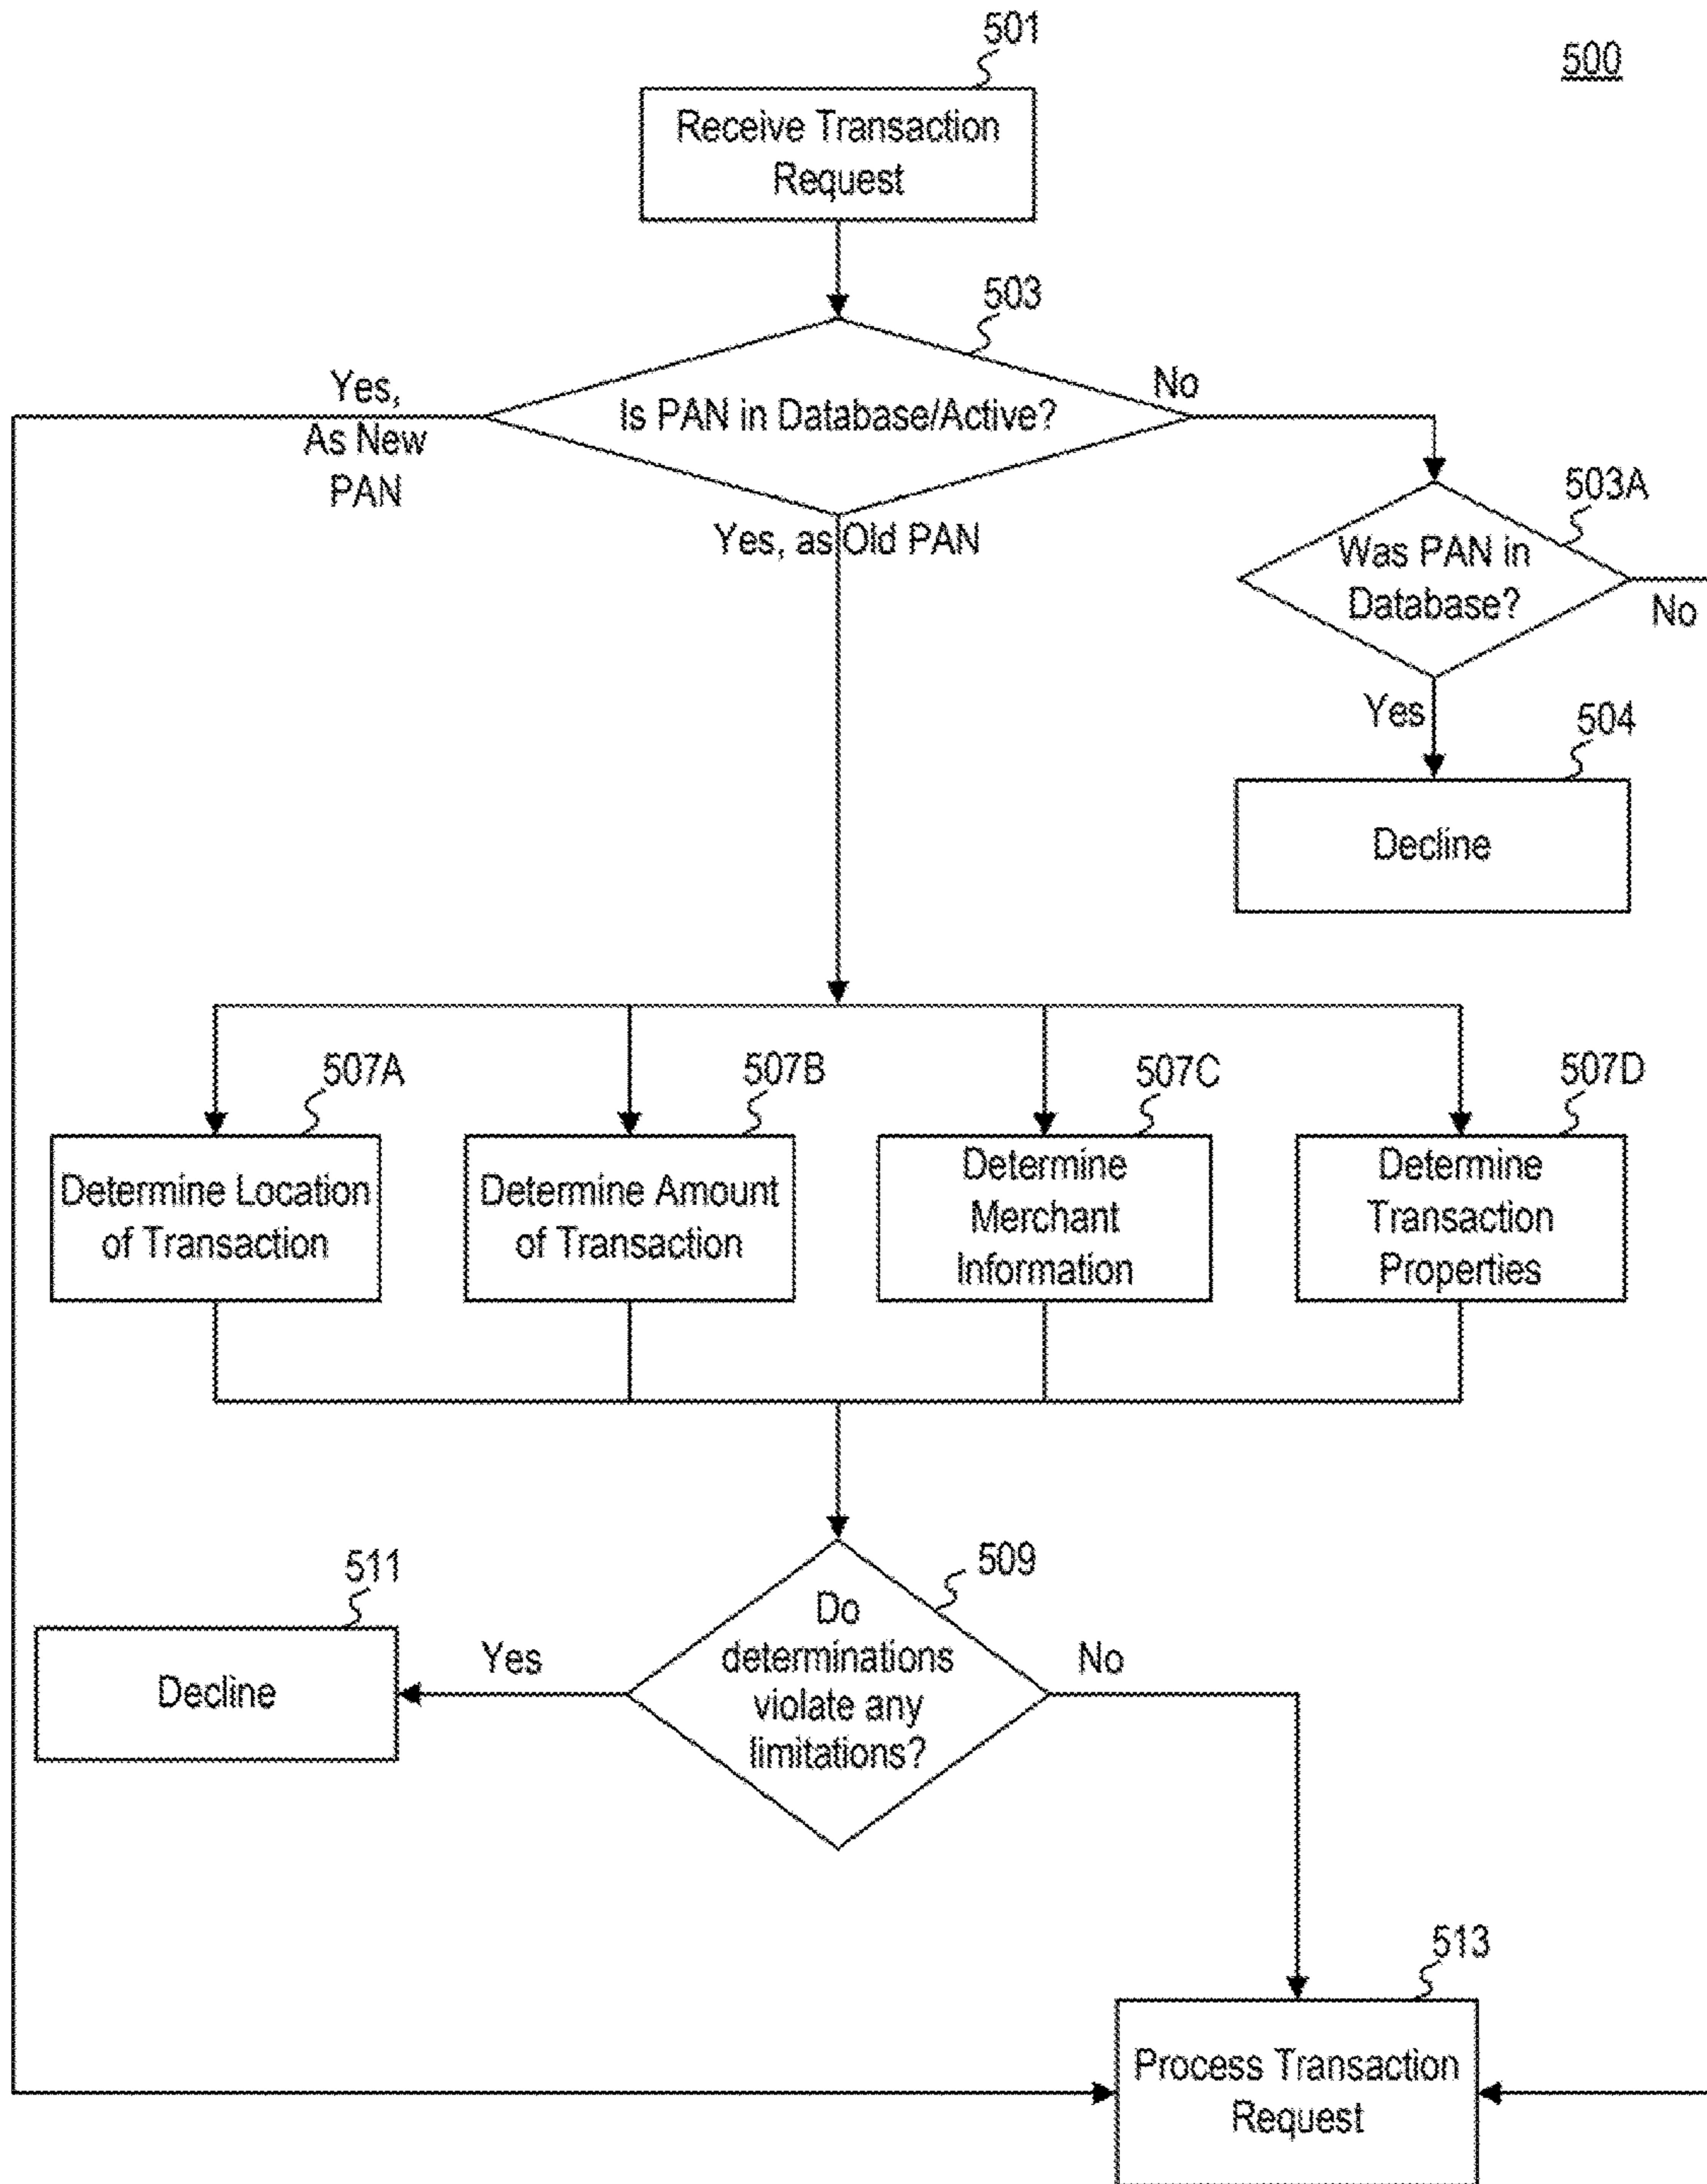 501
500
Receive Transaction
Request
503
Yes,
As New
PAN
Is PAN in Database/Active?
No
Yes, as Old PAN
503A
Was PAN in
Database?
No
Yes
504
Decline
507A
507B
507C
507D
Determine Location
of Transaction
Determine Amount
of Transaction
Determine
Merchant
Information
Determine
Transaction
Properties
511
509
Decline
Yes
Do
determinations
violate any
limitations?
No
513
Process Transaction
Request